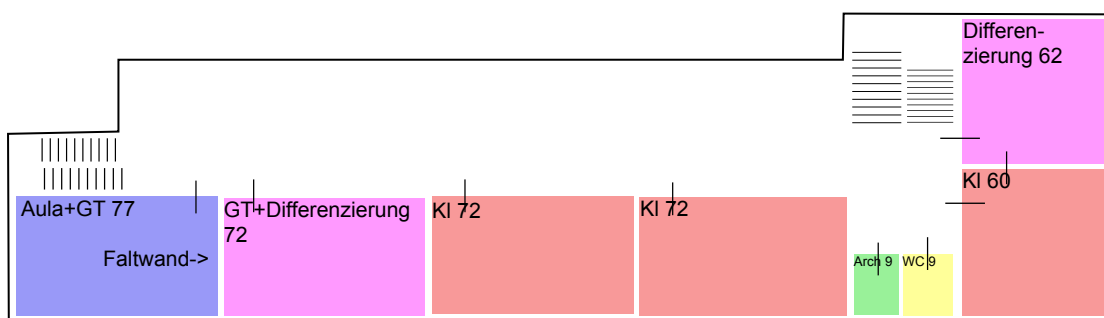 Differen-
zierung 62
Kl 60
Aula+GT 77
Faltwand->
GT+Differenzierung
72
Kl 72
Kl 72
Arch 9
WC 9